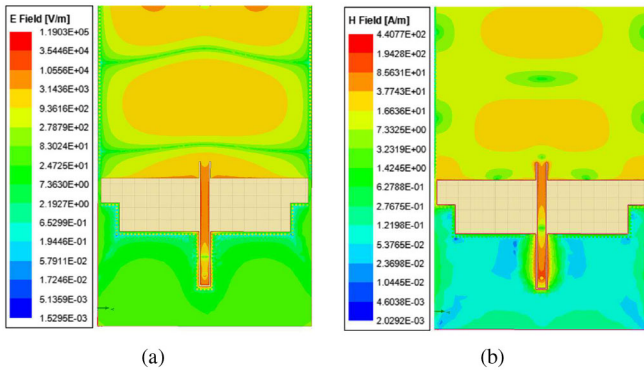 E Field [V/m]
1.1903E+05
3.5446E+04
1.0556E+04
3.1436E+03
9.3616E+02
2.7879E+02
8.3024E+01
2.4725E+01
7.3630E+00
2.1927E+00
6.5299E-01
1.9446E-01
5.7911E-02
1.7246E-02
5.1359E-03
1.5295E-03
(a)
H Field [A/m]
4.4077E+02
1.9428E+02
8.5631E+01
3.7743E+01
1.6636E+01
7.3325E+00
3.2319E+00
1.4245E+00
6.2788E-01
2.7675E-01
1.2198E-01
5.3765E-02
2.3698E-02
1.0445E-02
4.6038E-03
2.0292E-03
(b)